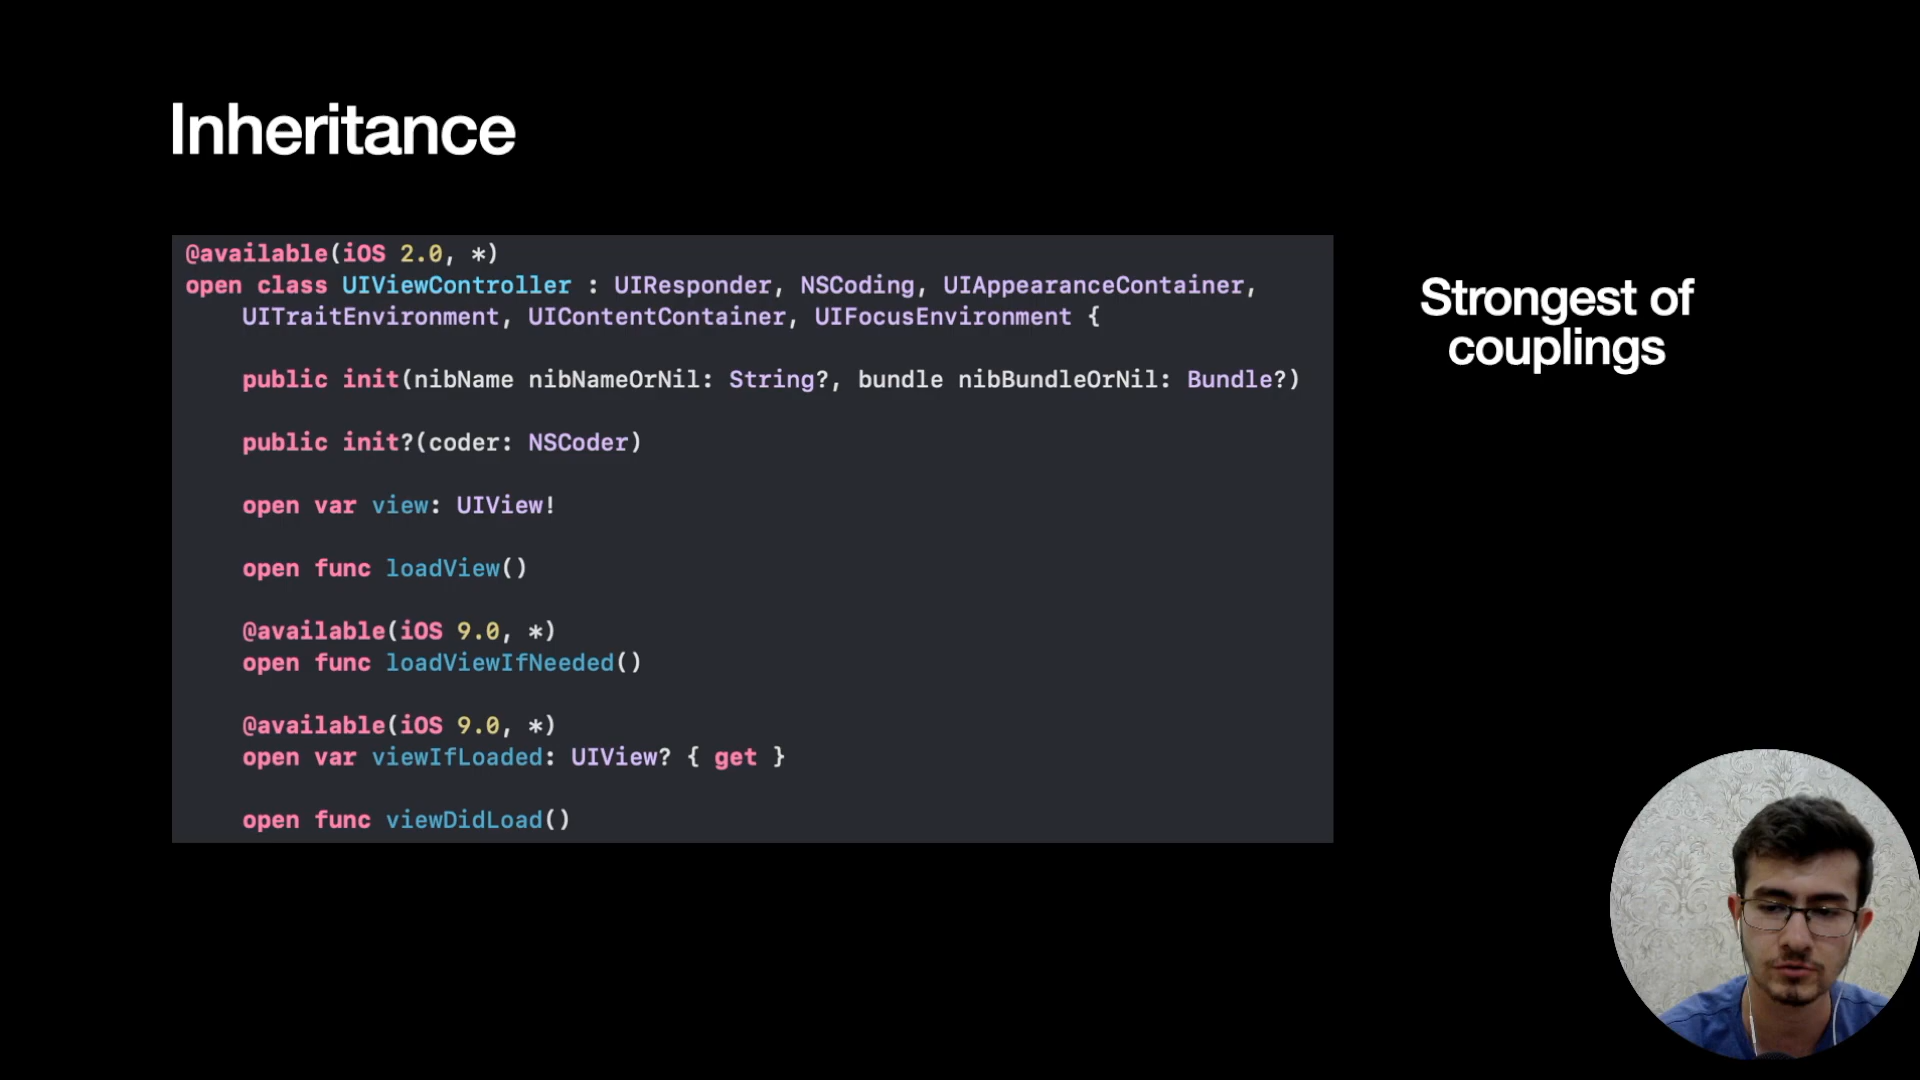 Inheritance
@available(iOS 2.0, *)
open class UIViewController : UIResponder, NSCoding, UIAppearanceContainer,
UITraitEnvironment, UIContentContainer, UIFocusEnvironment {
public init(nibName nibNameOrNil: String?, bundle nibBundleOrNil: Bundle?)
public init?(coder: NSCoder)
open var view: UIView!
open func loadView()
@available(iOS 9.0, *)
open func loadViewIfNeeded()
@available(iOS 9.0, *)
open var viewIfLoaded: UIView? { get }
open func viewDidLoad()
Strongest of
couplings